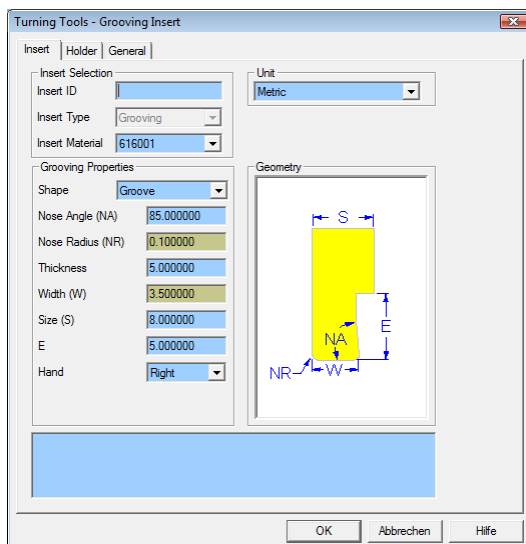 Turning Tools - Grooving Insert
Insert Holder General
Insert Selection
Insert ID
Insert Type Grooving
Insert Material 616001
Unit
Metric
Grooving Properties
Shape Groove
Nose Angle (NA) 85.000000
Nose Radius (NR) 0.100000
Thickness 5.000000
Width (W) 3.500000
Size (S) 8.000000
E 5.000000
Hand Right
Geometry
S
E
NA
NR
W
OK Abbrechen Hilfe